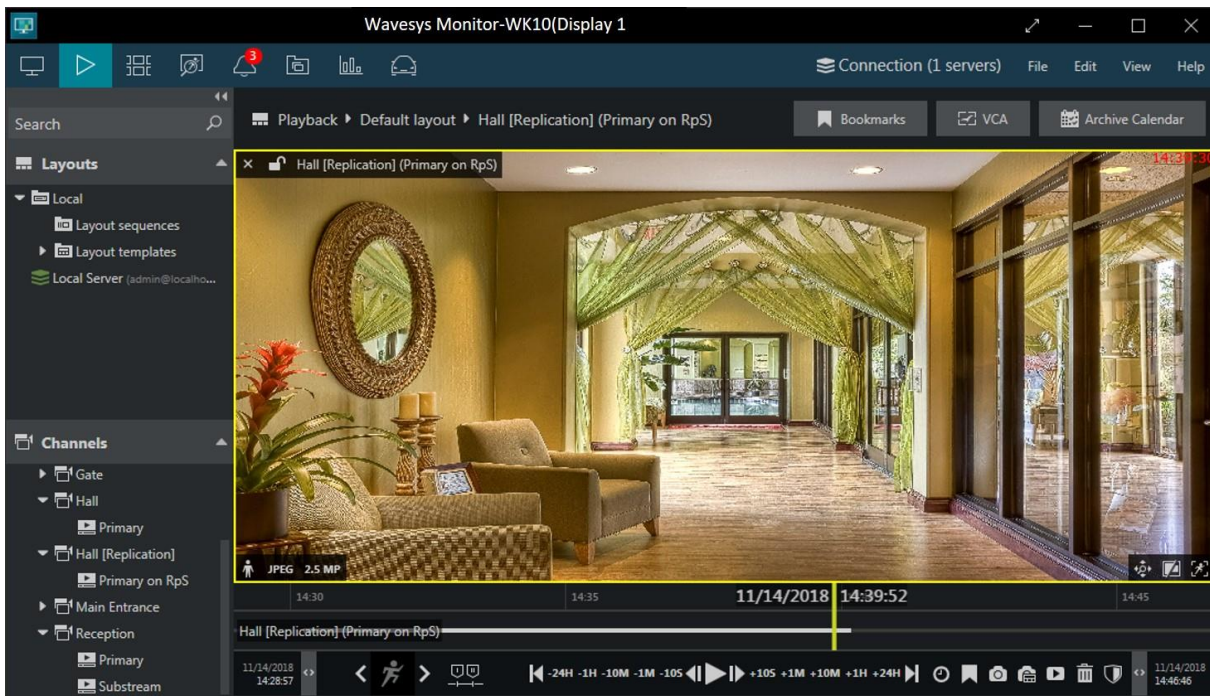 Wavesys Monitor-WK10(Display 1
3
Connection (1 servers) File Edit View Help
Search
Playback Default layout Hall [Replication] (Primary on RpS) Bookmarks VCA Archive Calendar
Layouts
Hall [Replication] (Primary on RpS)
Local
Layout sequences
Layout templates
Local Server (admin@localho...
Channels
Gate
Hall
Primary
Hall [Replication]
Primary on RpS
Main Entrance
Reception
Primary
Substream
JPEG 2.5 MP
14:30 14:35 11/14/2018 14:39:52 14:45
Hall [Replication] (Primary on RpS)
11/14/2018
14:28:57
-24H -1H -10M -1M -10S +10S +1M +10M +1H +24H
11/14/2018
14:46:46